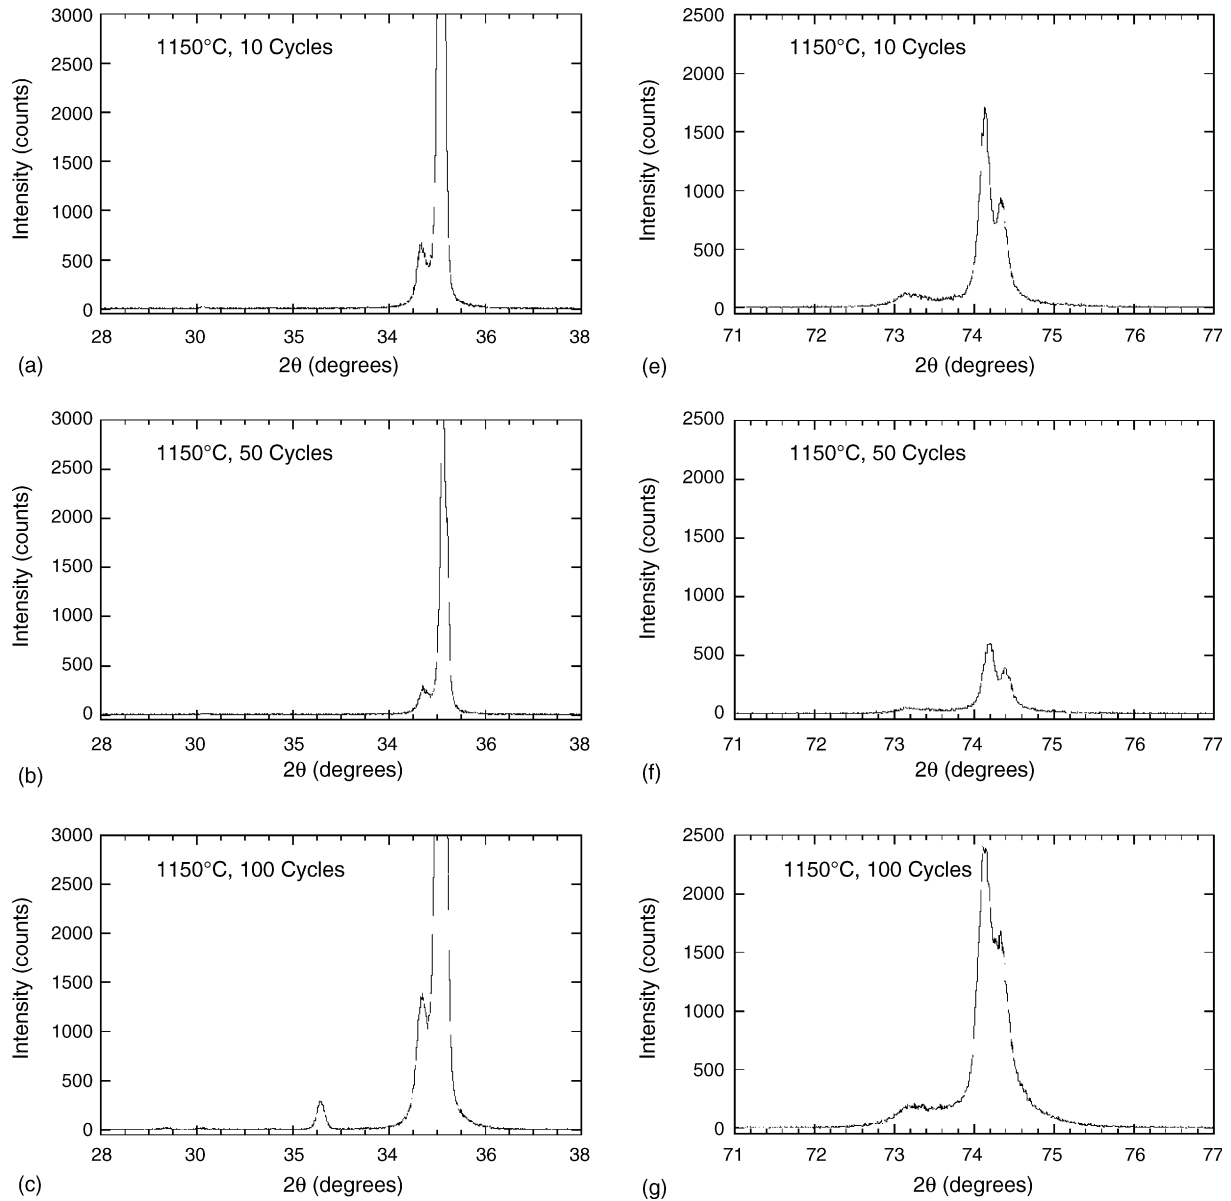 3000
2500
2000
1500
1000
500
0
Intensity (counts)
1150°C, 10 Cycles
28 30 35 34 36 38
2θ (degrees)
(a)
2500
2000
1500
1000
500
0
Intensity (counts)
1150°C, 10 Cycles
71 72 73 74 75 76 77
2θ (degrees)
(e)
3000
2500
2000
1500
1000
500
0
Intensity (counts)
1150°C, 50 Cycles
28 30 35 34 36 38
2θ (degrees)
(b)
2500
2000
1500
1000
500
0
Intensity (counts)
1150°C, 50 Cycles
71 72 73 74 75 76 77
2θ (degrees)
(f)
3000
2500
2000
1500
1000
500
0
Intensity (counts)
1150°C, 100 Cycles
28 30 35 34 36 38
2θ (degrees)
(c)
2500
2000
1500
1000
500
0
Intensity (counts)
1150°C, 100 Cycles
71 72 73 74 75 76 77
2θ (degrees)
(g)